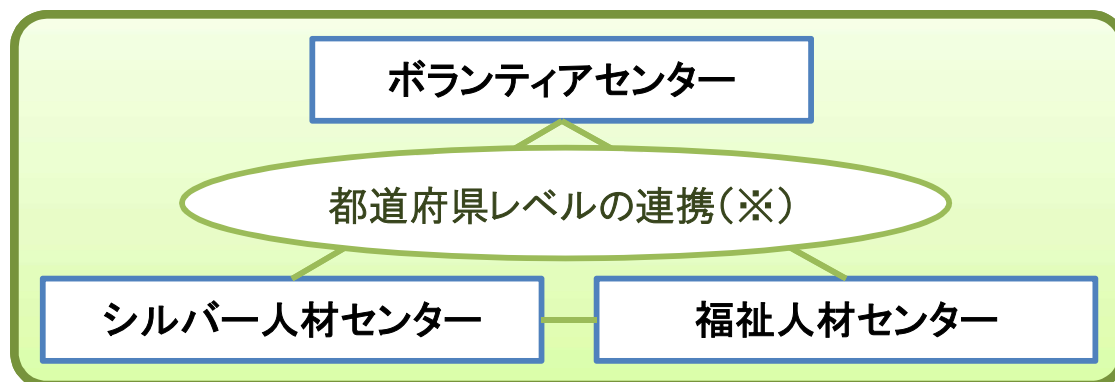 ボランティアセンター
都道府県レベルの連携(※)
シルバー人材センター
福祉人材センター